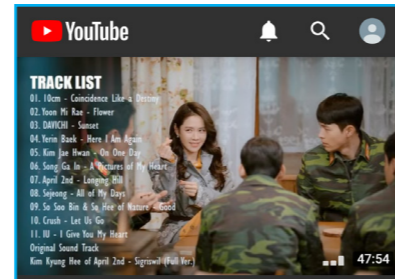 YouTube
TRACK LIST
01. 10cm - Coincidence Like a Destiny
02. Yoon Mi Rae - Flower
03. DAVICHI - Sunset
04. Yerin Baek - Here I Am Again
05. Kim Jae Hwan - On One Day
06. Song Ga In - A Pictures of My Heart
07. April 2nd - Longing Hill
08. Sejeong - All of My Days
09. So Soo Bin & Su Hee of Nature - Good
10. Crush - Let Us Go
11. IU - I Give You My Heart
Original Sound Track
Kim Kyung Hee of April 2nd - Sigriswil (Full Ver.)
47:54